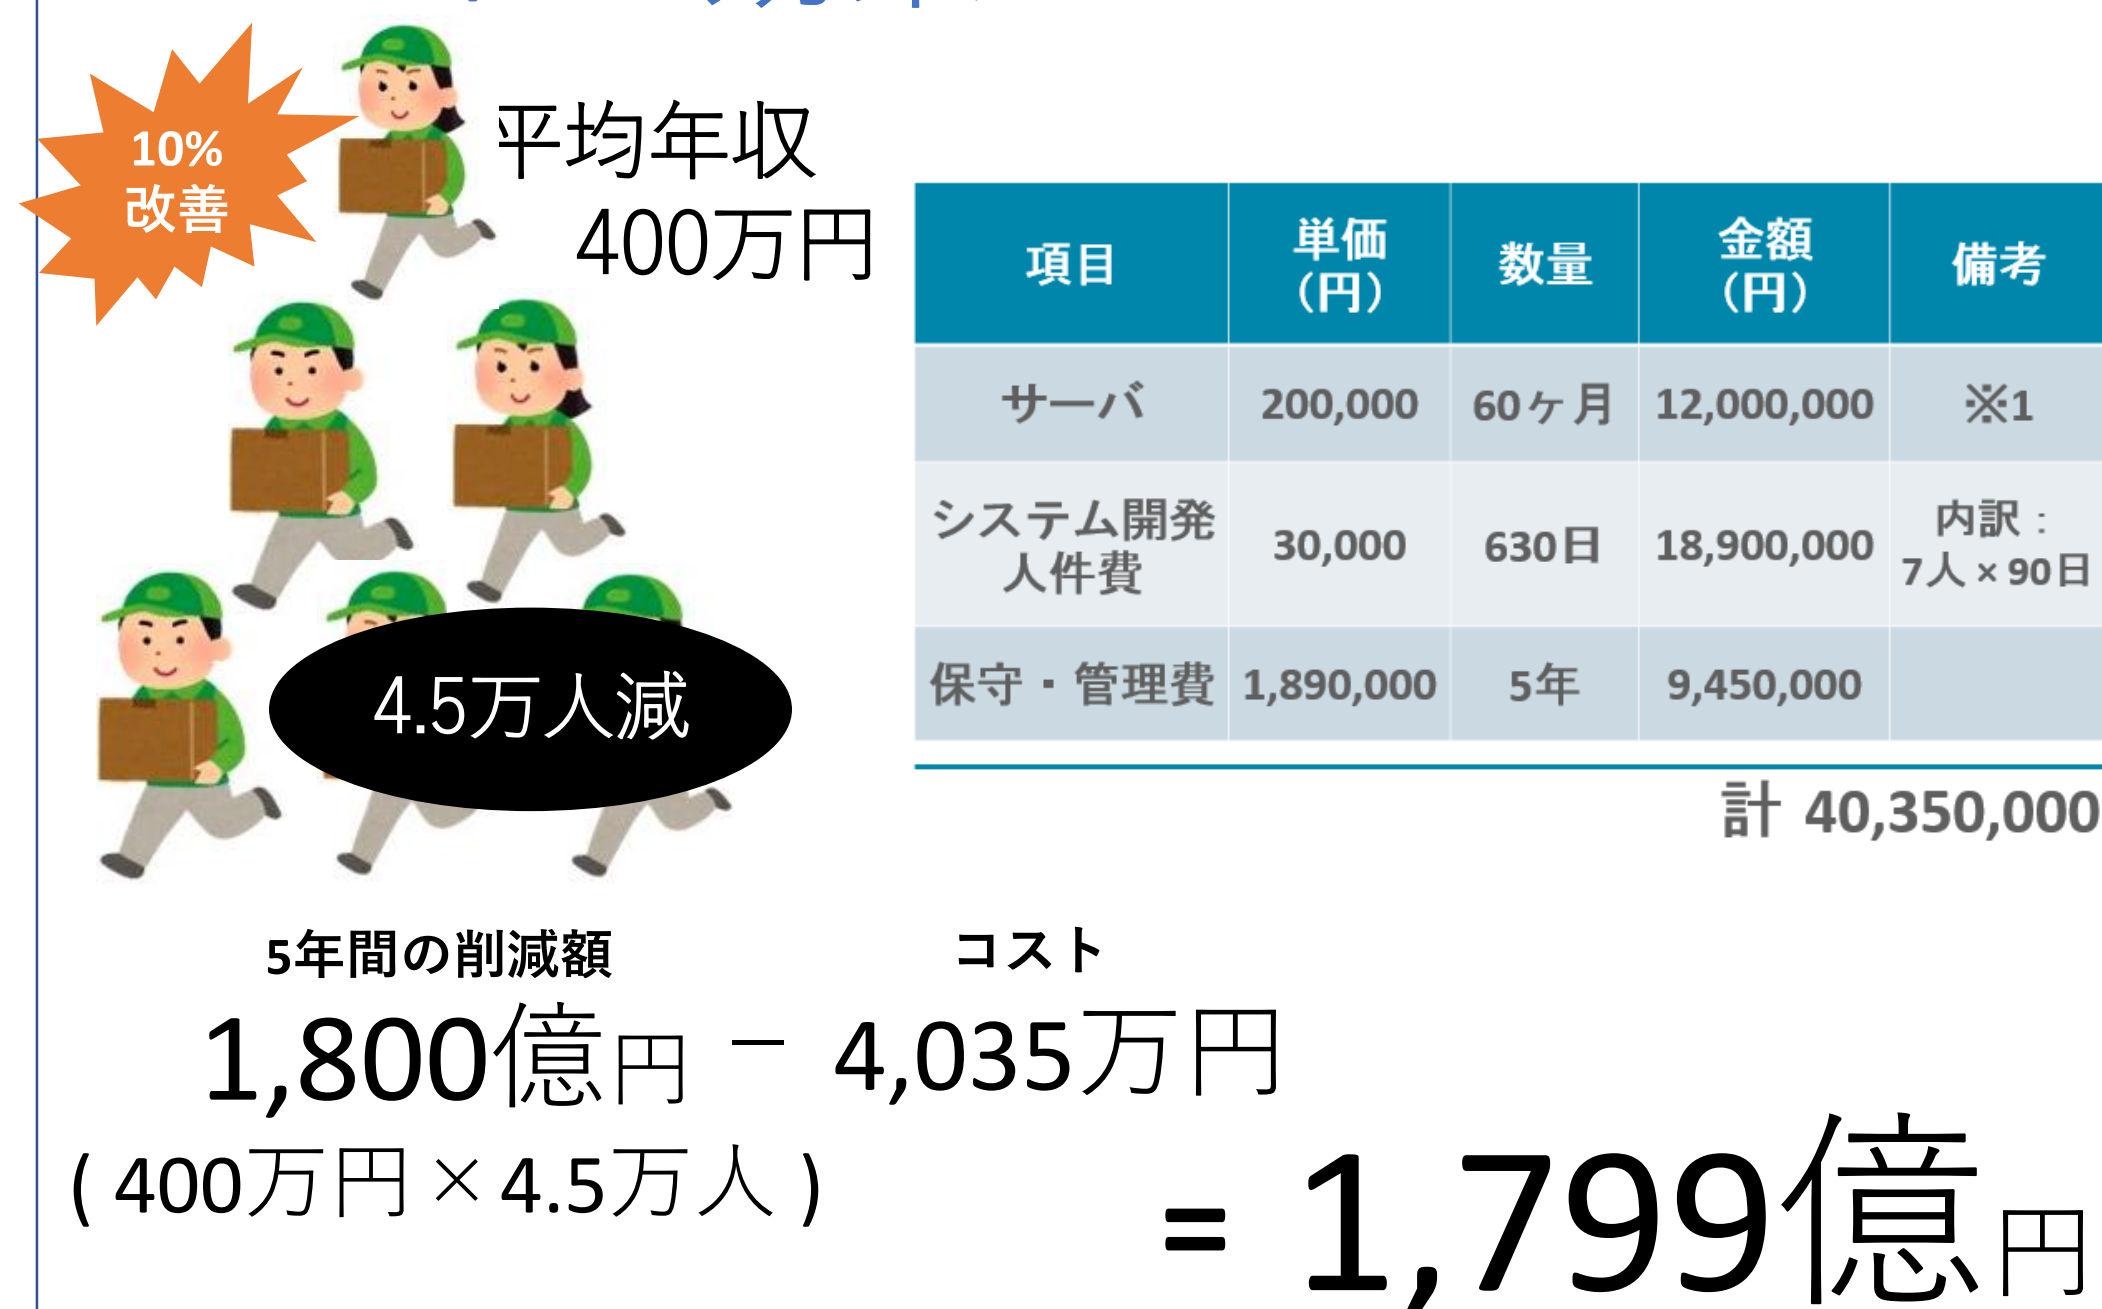 10%
改善
平均年収
400万円
4.5万人減
項目 単価（円） 数量 金額（円） 備考
サーバ 200,000 60ヶ月 12,000,000 ※1
システム開発人件費 30,000 630日 18,900,000 内訳：7人×90日
保守・管理費 1,890,000 5年 9,450,000
計 40,350,000
5年間の削減額 コスト
1,800億円 － 4,035万円
( 400万円×4.5万人 )
= 1,799億円